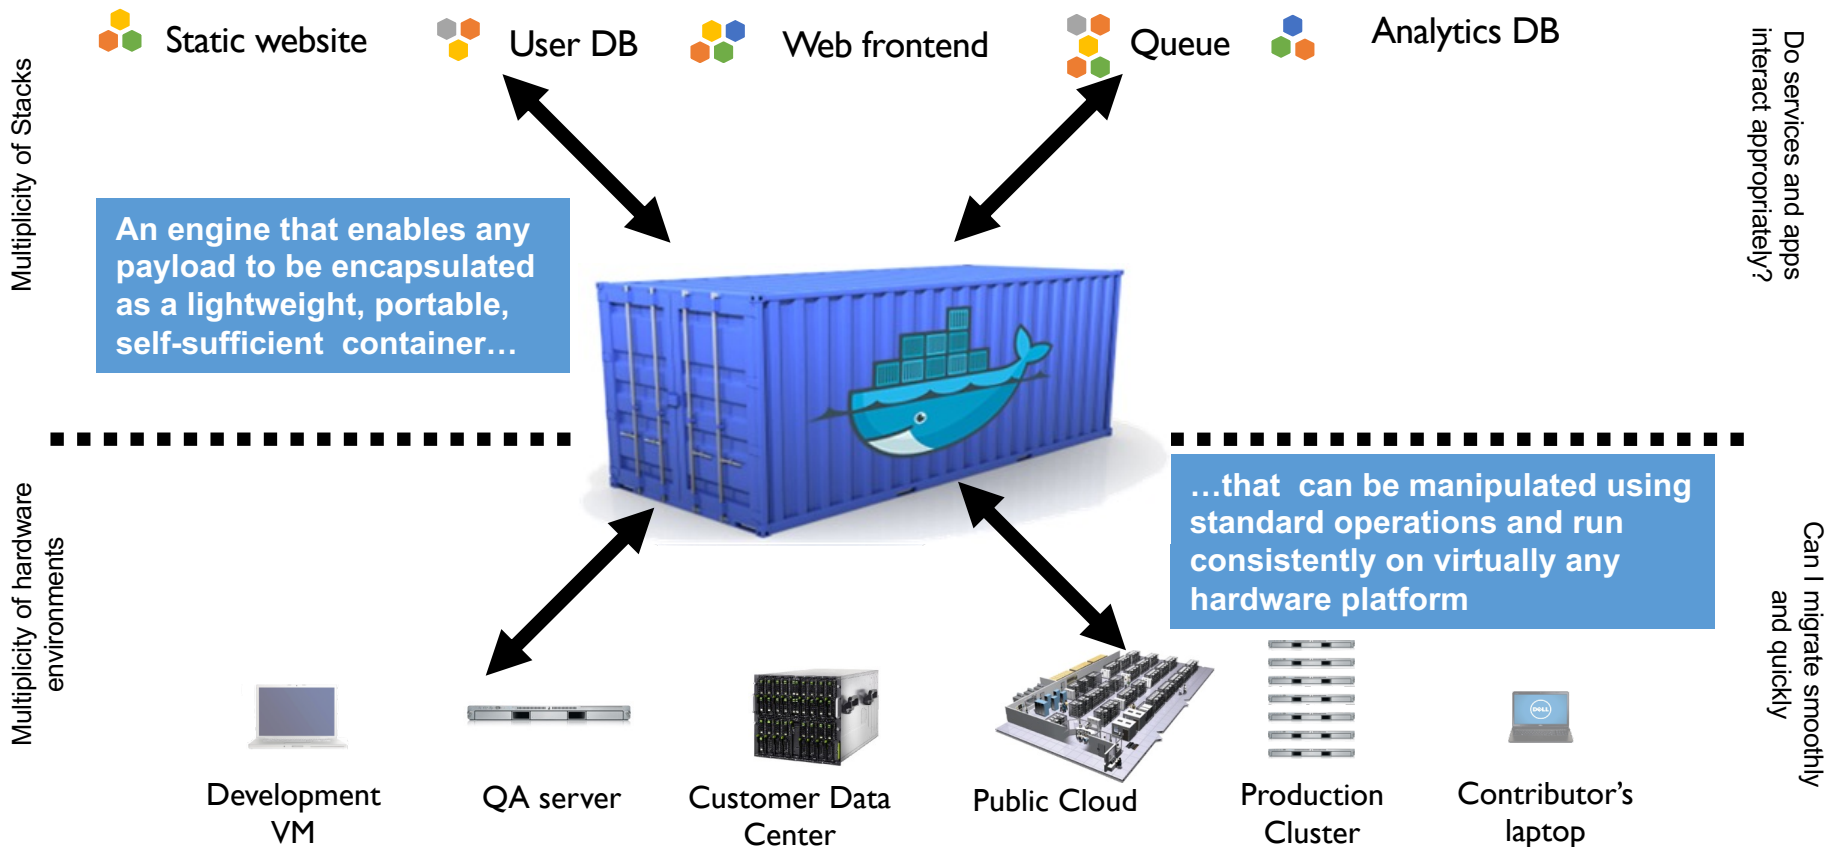 Static website
User DB
Web frontend
Queue
Analytics DB
Multiplicity of Stacks
Do services and apps
interact appropriately?
An engine that enables any
payload to be encapsulated
as a lightweight, portable,
self-sufficient  container…
…that  can be manipulated using
standard operations and run
consistently on virtually any
hardware platform
Multiplicity of hardware
environments
Can I migrate smoothly
and quickly
DELL
Development
VM
QA server
Customer Data
Center
Public Cloud
Production
Cluster
Contributor’s
laptop